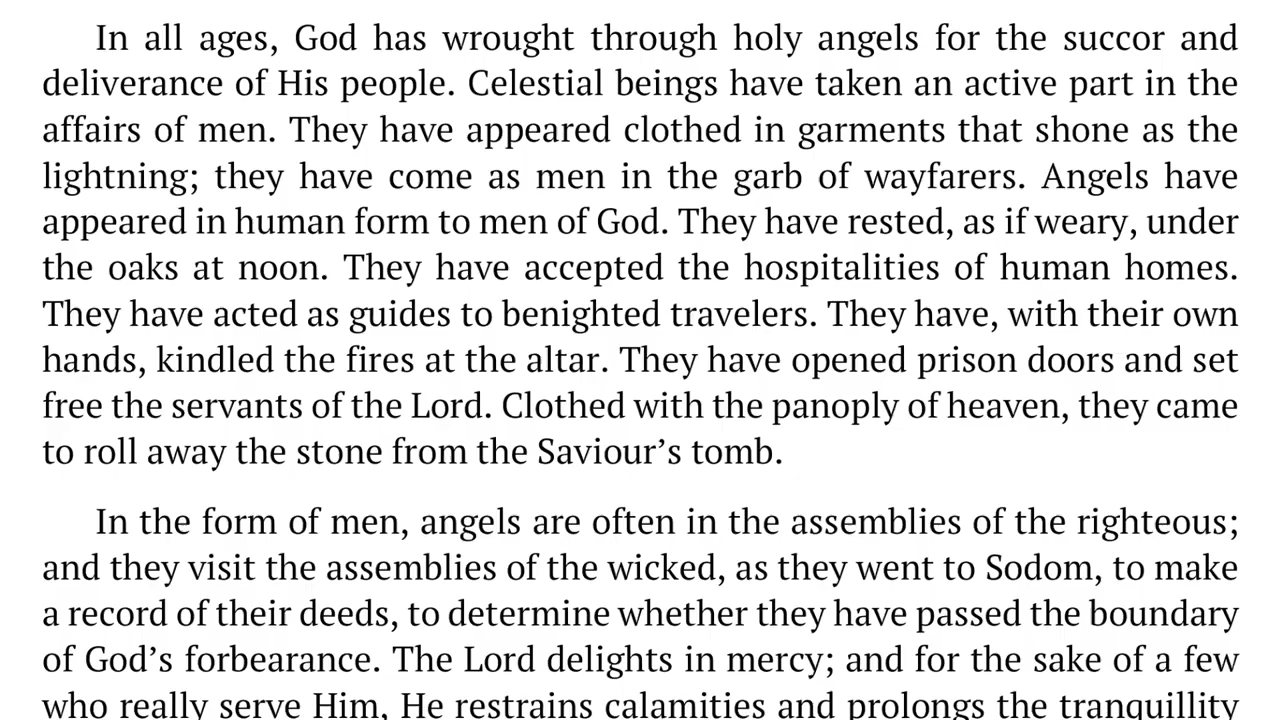 In all ages, God has wrought through holy angels for the succor and
deliverance of His people. Celestial beings have taken an active part in the
affairs of men. They have appeared clothed in garments that shone as the
lightning; they have come as men in the garb of wayfarers. Angels have
appeared in human form to men of God. They have rested, as if weary, under
the oaks at noon. They have accepted the hospitalities of human homes.
They have acted as guides to benighted travelers. They have, with their own
hands, kindled the fires at the altar. They have opened prison doors and set
free the servants of the Lord. Clothed with the panoply of heaven, they came
to roll away the stone from the Saviour’s tomb.
In the form of men, angels are often in the assemblies of the righteous;
and they visit the assemblies of the wicked, as they went to Sodom, to make
a record of their deeds, to determine whether they have passed the boundary
of God’s forbearance. The Lord delights in mercy; and for the sake of a few
who really serve Him, He restrains calamities and prolongs the tranquillity